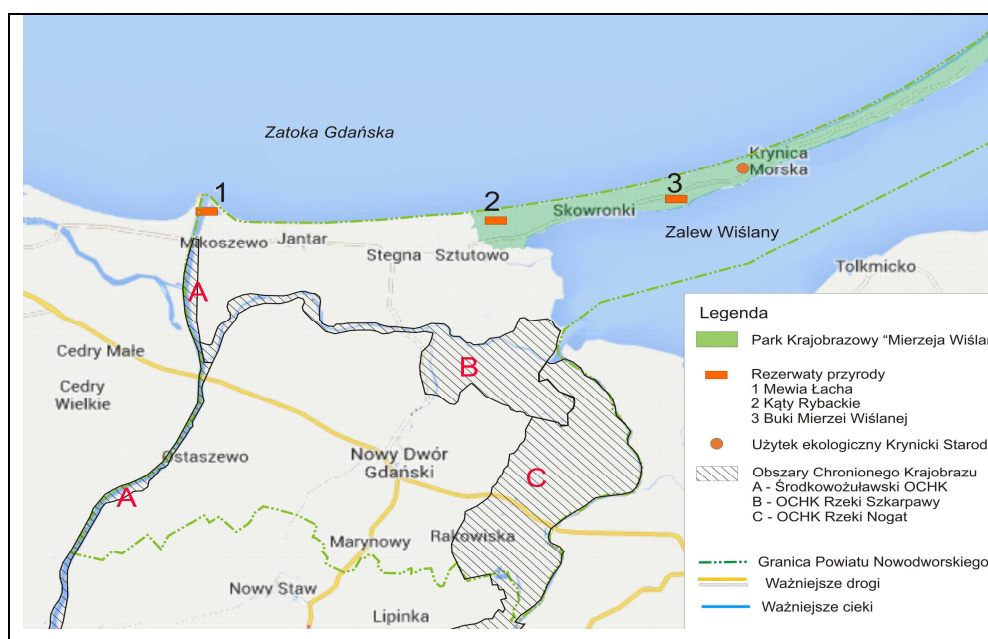 Zatoka Gdańska
1
2
3
Krynica
Morska
Skowronki
Mikoszewo
Jantar
Stegna
Sztutowo
Zalew Wiślany
Tolkmicko
A
Cedry Małe
Cedry
Wielkie
B
Ostaszewo
Nowy Dwór
Gdański
C
A
Marynowy
Rakowiska
Nowy Staw
Lipinka
Legenda
Park Krajobrazowy "Mierzeja Wiślan
Rezerwaty przyrody
1 Mewia Łacha
2 Kąty Rybackie
3 Buki Mierzei Wiślanej
Użytek ekologiczny Krynicki Starod
Obszary Chronionego Krajobrazu
A - Środkowożuławski OCHK
B - OCHK Rzeki Szkarpawy
C - OCHK Rzeki Nogat
Granica Powiatu Nowodworskiego
Ważniejsze drogi
Ważniejsze cieki